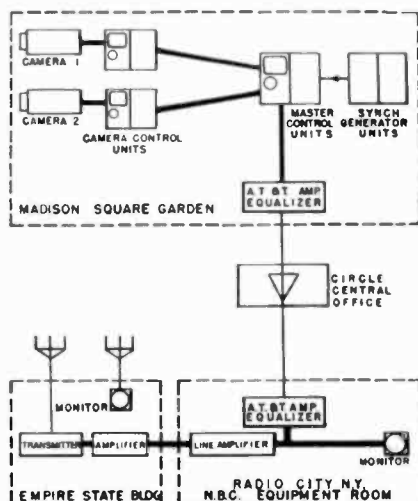 CAMERA 1
CAMERA 2
CAMERA CONTROL
UNITS
MASTER
CONTROL
UNITS
SYNCH
GENERATOR
UNITS
A.T. & T. AMP
EQUALIZER
MADISON SQUARE GARDEN
CIRCLE
CENTRAL
OFFICE
MONITOR
A.T. & T. AMP
EQUALIZER
TRANSMITTER
AMPLIFIER
LINE AMPLIFIER
MONITOR
EMPIRE STATE BLDG
RADIO CITY N.Y.
N.B.C. EQUIPMENT ROOM